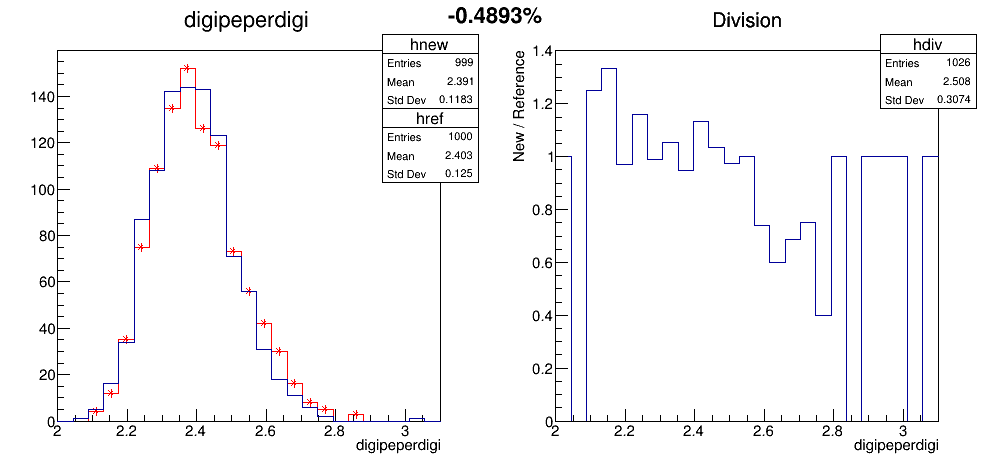 digipeperdigi
-0.4893%
Division
hnew
Entries 999
Mean 2.391
Std Dev 0.1183
href
Entries 1000
Mean 2.403
Std Dev 0.125
140
120
100
80
60
40
20
0
2 2.2 2.4 2.6 2.8 3
digipeperdigi
hdiv
Entries 1026
Mean 2.508
Std Dev 0.3074
New / Reference
1.4
1.2
1
0.8
0.6
0.4
0.2
0
2 2.2 2.4 2.6 2.8 3
digipeperdigi